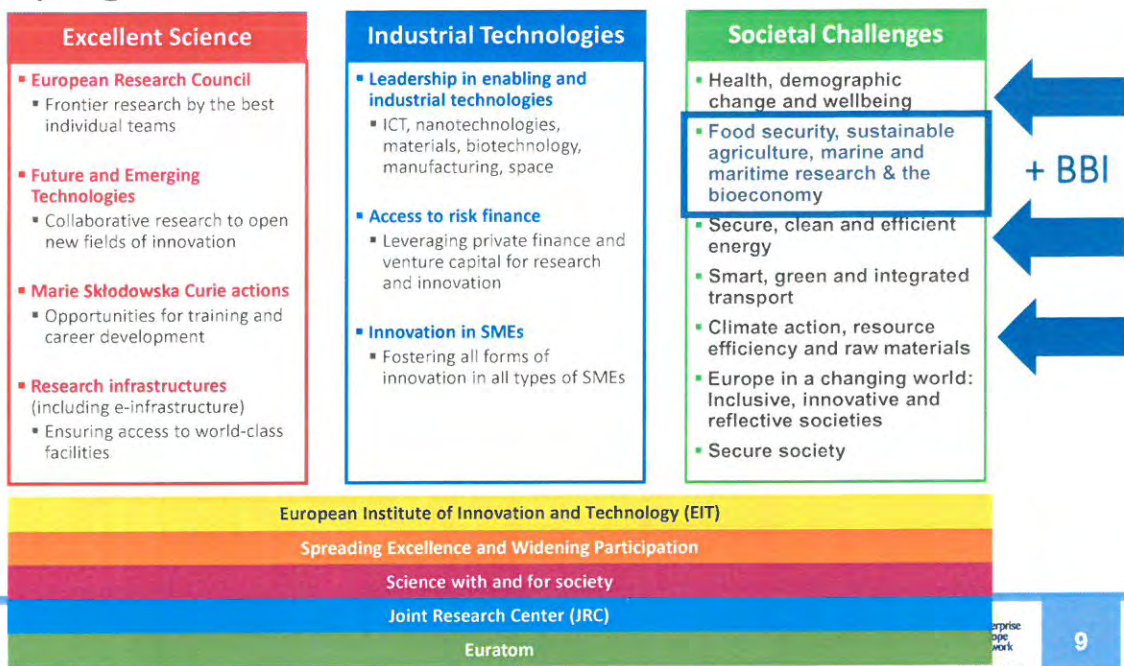 Excellent Science
▪ European Research Council
▪ Frontier research by the best
individual teams
▪ Future and Emerging
Technologies
▪ Collaborative research to open
new fields of innovation
▪ Marie Skłodowska Curie actions
▪ Opportunities for training and
career development
▪ Research infrastructures
(including e-infrastructure)
▪ Ensuring access to world-class
facilities
Industrial Technologies
▪ Leadership in enabling and
industrial technologies
▪ ICT, nanotechnologies,
materials, biotechnology,
manufacturing, space
▪ Access to risk finance
▪ Leveraging private finance and
venture capital for research
and innovation
▪ Innovation in SMEs
▪ Fostering all forms of
innovation in all types of SMEs
Societal Challenges
▪ Health, demographic
change and wellbeing
▪ Food security, sustainable
agriculture, marine and
maritime research & the
bioeconomy
▪ Secure, clean and efficient
energy
▪ Smart, green and integrated
transport
▪ Climate action, resource
efficiency and raw materials
▪ Europe in a changing world:
Inclusive, innovative and
reflective societies
▪ Secure society
+ BBI
European Institute of Innovation and Technology (EIT)
Spreading Excellence and Widening Participation
Science with and for society
Joint Research Center (JRC)
Euratom
9